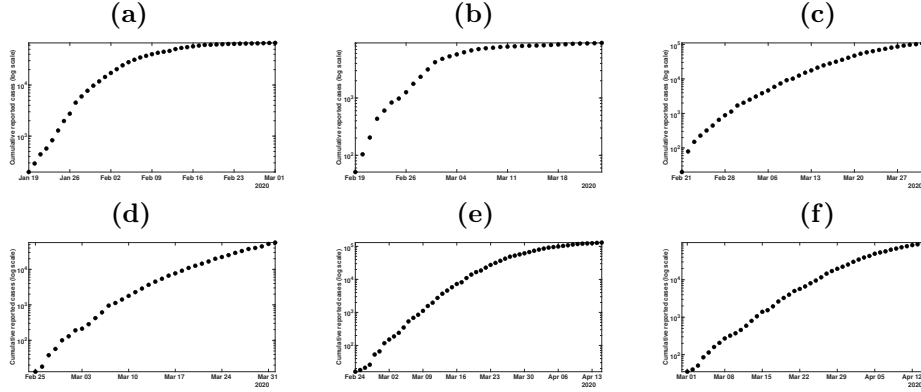 (a)
(b)
(c)
Cumulative reported cases (log scale)
10^4
10^3
Jan 19 Jan 26 Feb 02 Feb 09 Feb 16 Feb 23 Mar 01
2020
Cumulative reported cases (log scale)
10^3
10^2
Feb 19 Feb 26 Mar 04 Mar 11 Mar 18
2020
Cumulative reported cases (log scale)
10^5
10^4
10^3
10^2
Feb 21 Feb 28 Mar 06 Mar 13 Mar 20 Mar 27
2020
(d)
(e)
(f)
Cumulative reported cases (log scale)
10^4
10^3
10^2
Feb 25 Mar 03 Mar 10 Mar 17 Mar 24 Mar 31
2020
Cumulative reported cases (log scale)
10^5
10^4
10^3
10^2
Feb 24 Mar 02 Mar 09 Mar 16 Mar 23 Mar 30 Apr 06 Apr 13
2020
Cumulative reported cases (log scale)
10^4
10^3
10^2
Mar 01 Mar 08 Mar 15 Mar 22 Mar 29 Apr 05 Apr 12